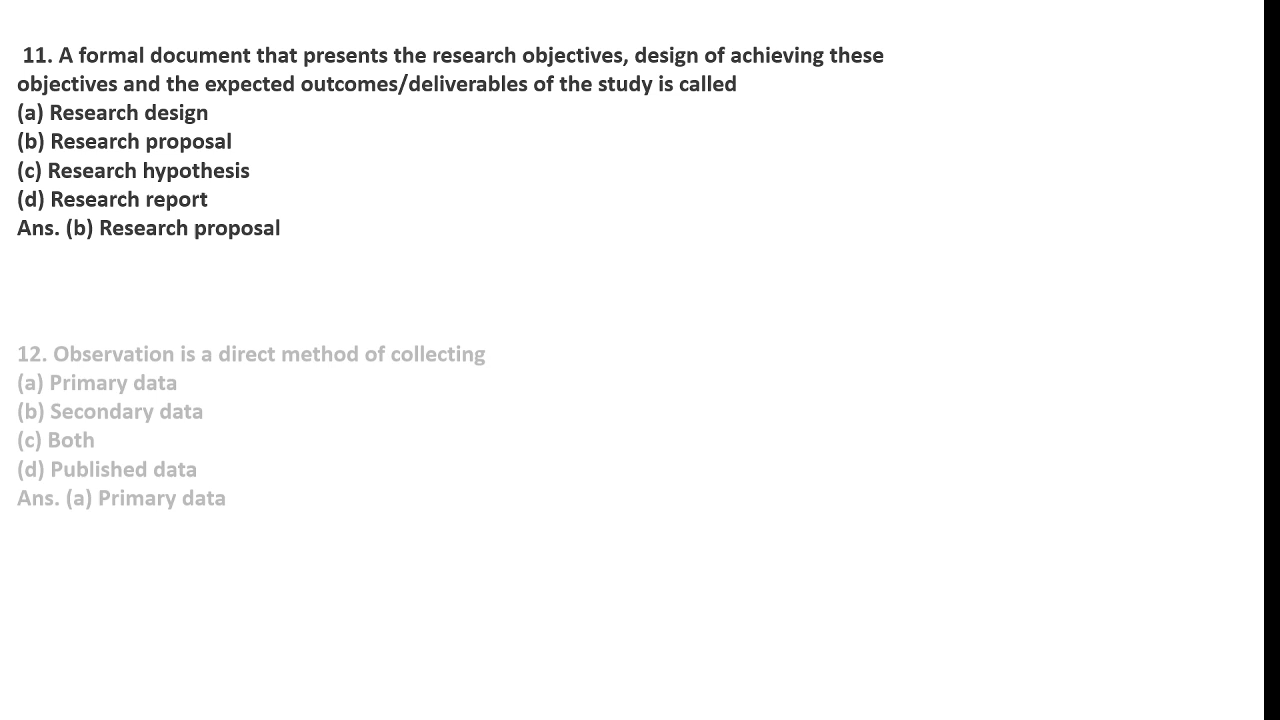 11. A formal document that presents the research objectives, design of achieving these
objectives and the expected outcomes/deliverables of the study is called
(a) Research design
(b) Research proposal
(c) Research hypothesis
(d) Research report
Ans. (b) Research proposal
12. Observation is a direct method of collecting
(a) Primary data
(b) Secondary data
(c) Both
(d) Published data
Ans. (a) Primary data